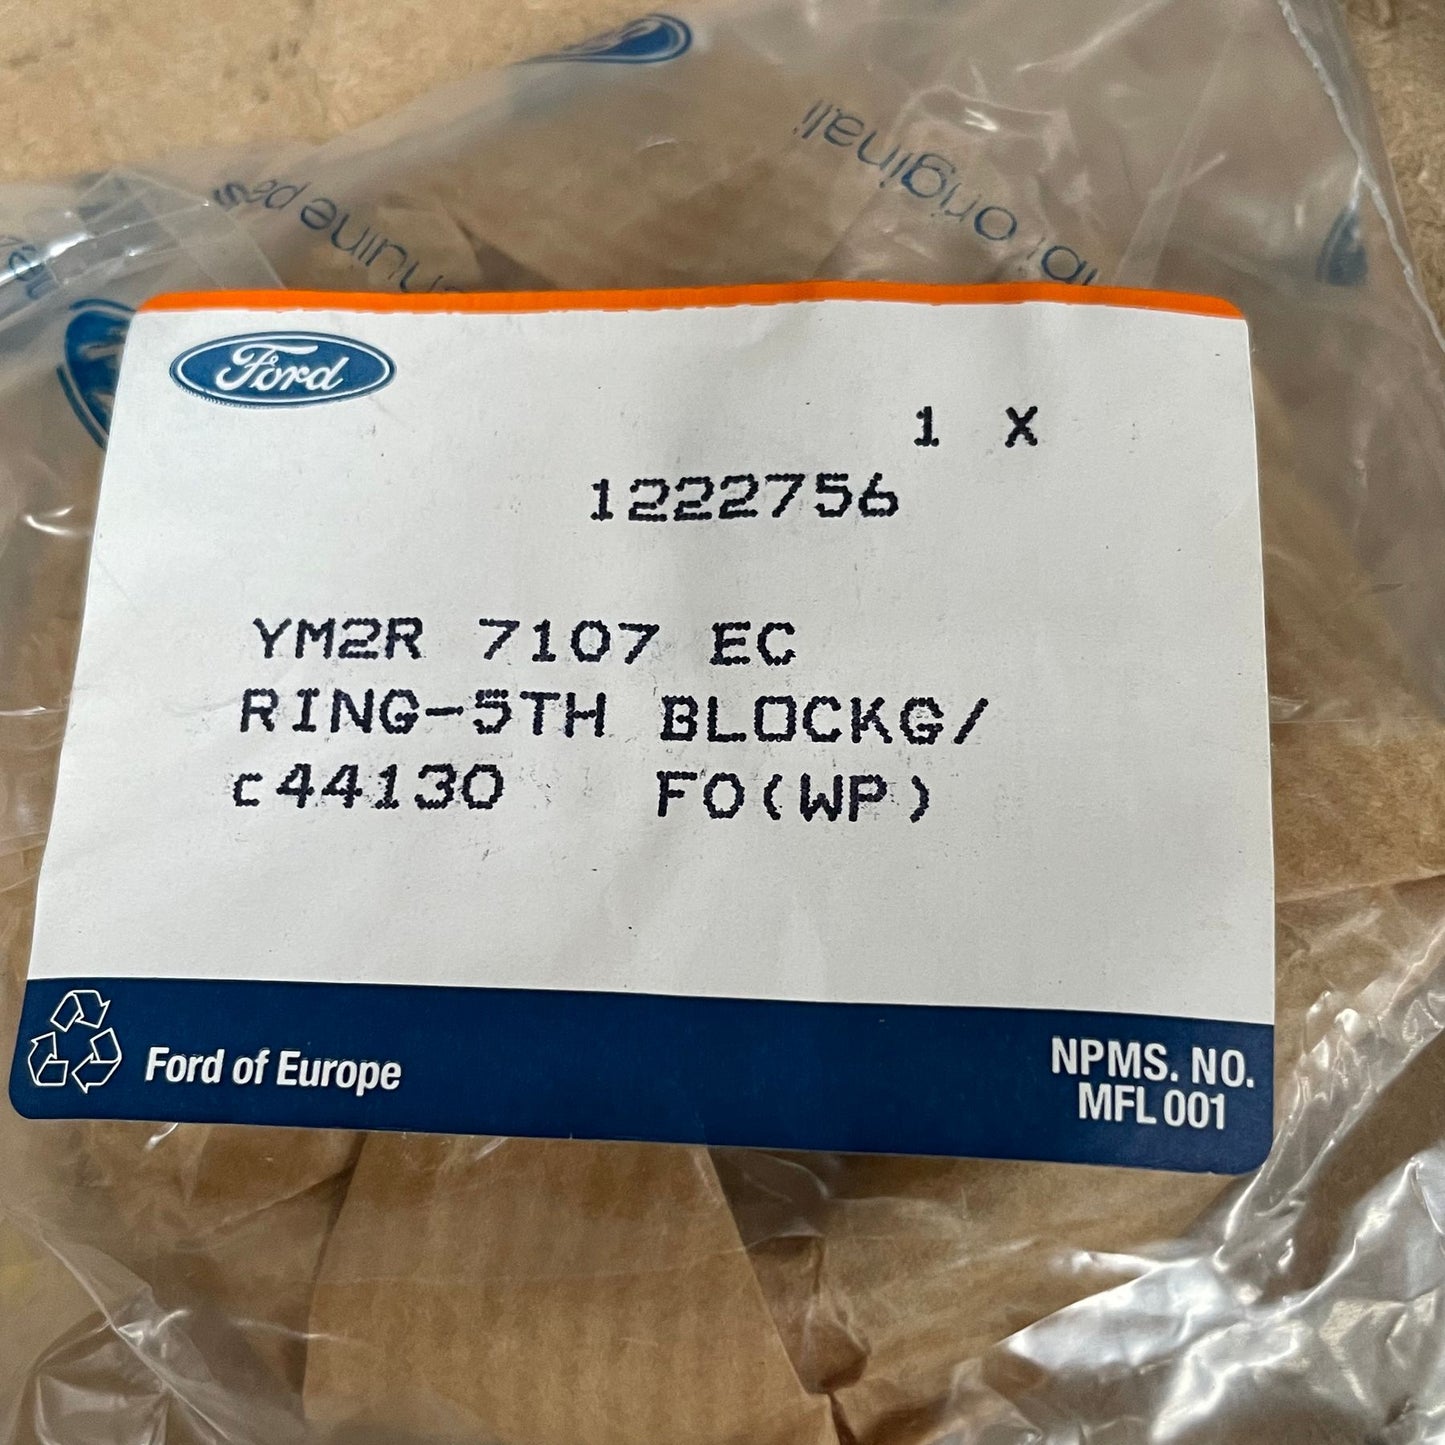 originali
Ford
1 X
1222756
YM2R 7107 EC
RING-5TH BLOCKG/
c44130 FO(WP)
Ford of Europe
NPMS. NO.
MFL 001